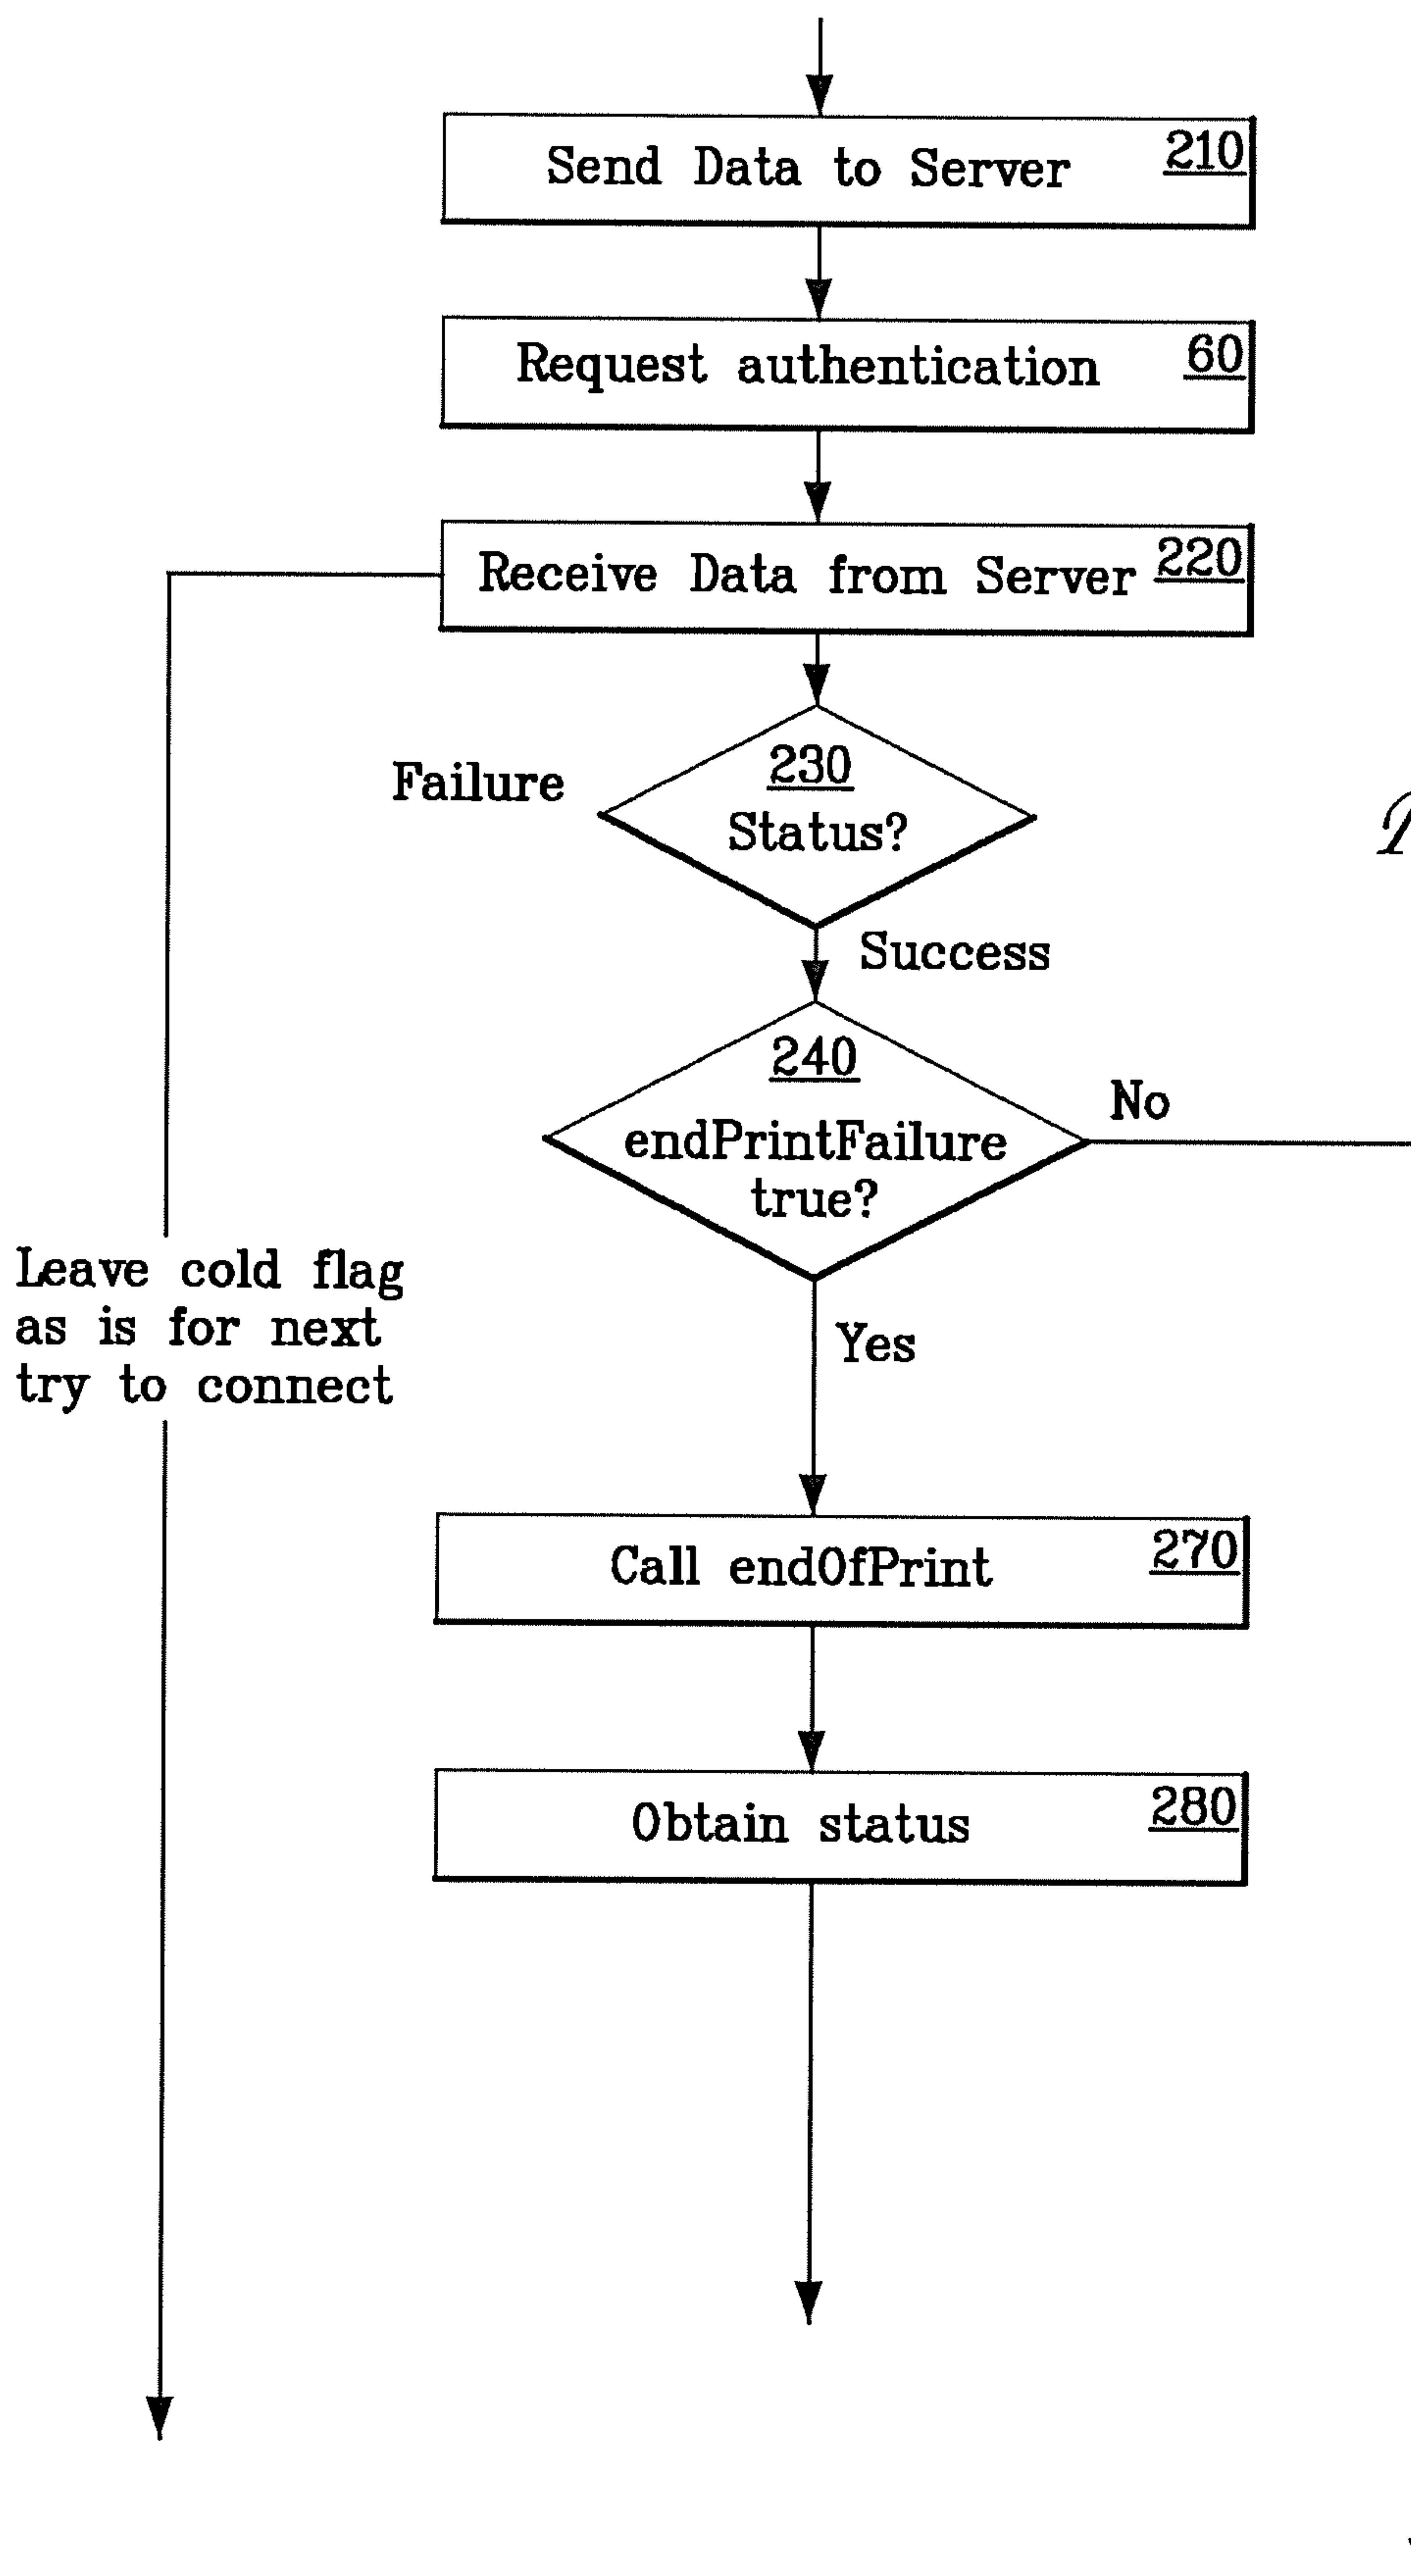 Send Data to Server 210
Request authentication 60
Receive Data from Server 220
230
Status?
Failure
Success
240
endPrintFailure
true?
No
Yes
Leave cold flag
as is for next
try to connect
Call endOfPrint 270
Obtain status 280